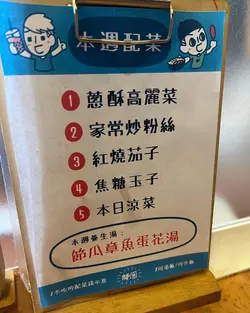 本週配菜
1 蔥酥高麗菜
2 家常炒粉絲
3 紅燒茄子
4 焦糖玉子
5 本日涼菜
本週養生湯：
節瓜章魚蛋花湯